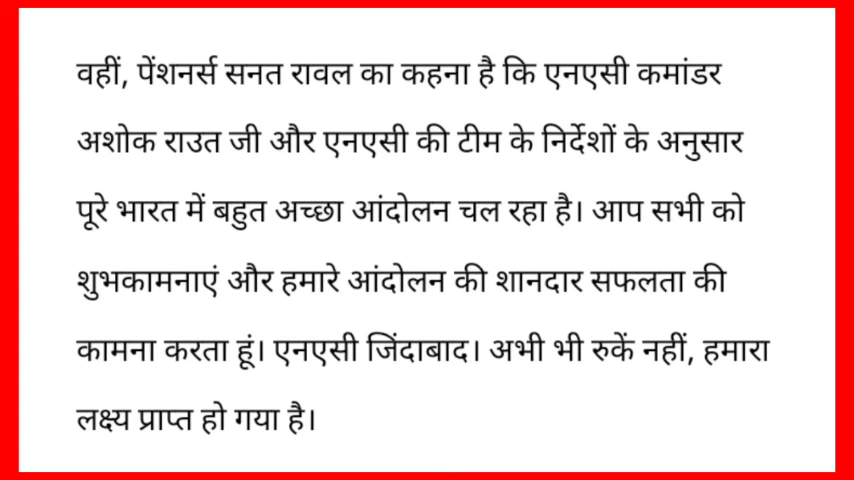 वहीं, पेंशनर्स सनत रावल का कहना है कि एनएसी कमांडर
अशोक राउत जी और एनएसी की टीम के निर्देशों के अनुसार
पूरे भारत में बहुत अच्छा आंदोलन चल रहा है। आप सभी को
शुभकामनाएं और हमारे आंदोलन की शानदार सफलता की
कामना करता हूं। एनएसी जिंदाबाद। अभी भी रुकें नहीं, हमारा
लक्ष्य प्राप्त हो गया है।